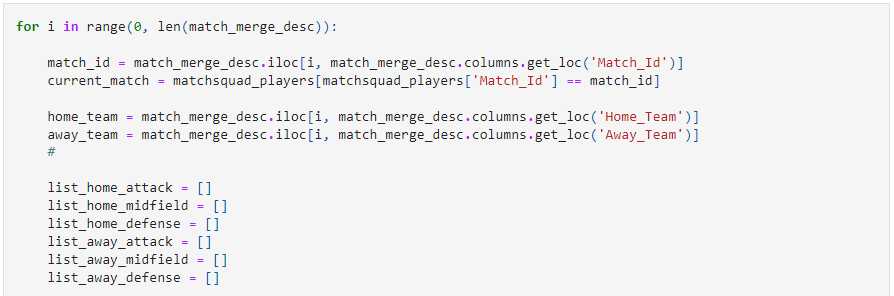 for i in range(0, len(match_merge_desc)):
match_id = match_merge_desc.iloc[i, match_merge_desc.columns.get_loc('Match_Id')]
current_match = matchsquad_players[matchsquad_players['Match_Id'] == match_id]
home_team = match_merge_desc.iloc[i, match_merge_desc.columns.get_loc('Home_Team')]
away_team = match_merge_desc.iloc[i, match_merge_desc.columns.get_loc('Away_Team')]
#
list_home_attack = []
list_home_midfield = []
list_home_defense = []
list_away_attack = []
list_away_midfield = []
list_away_defense = []